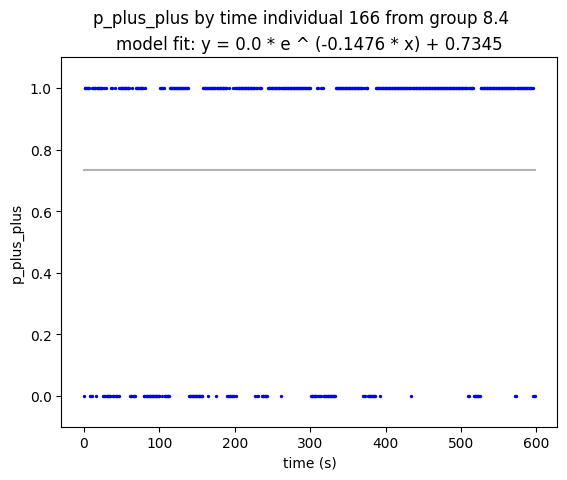 p_plus_plus by time individual 166 from group 8.4
model fit: y = 0.0 * e ^ (-0.1476 * x) + 0.7345
1.0
0.8
0.6
0.4
0.2
0.0
p_plus_plus
0 100 200 300 400 500 600
time (s)